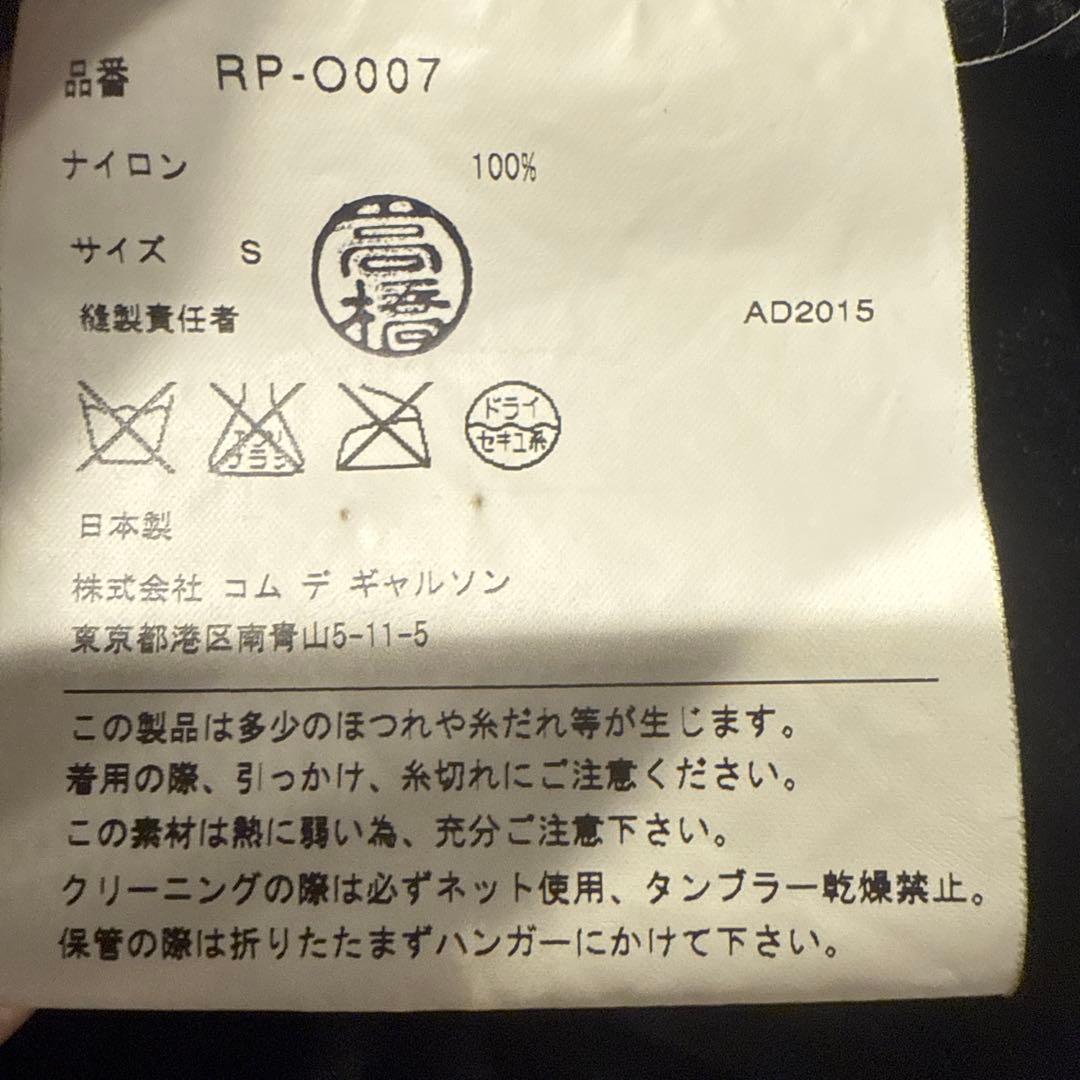 品番 RP-O007
ナイロン 100%
サイズ S
高橋
縫製責任者
AD2015
エンソ
サラシ
ドライ
セキユ系
日本製
株式会社 コム デ ギャルソン
東京都港区南青山5-11-5
この製品は多少のほつれや糸だれ等が生じます。
着用の際、引っかけ、糸切れにご注意ください。
この素材は熱に弱い為、充分ご注意下さい。
クリーニングの際は必ずネット使用、タンブラー乾燥禁止。
保管の際は折りたたまずハンガーにかけて下さい。